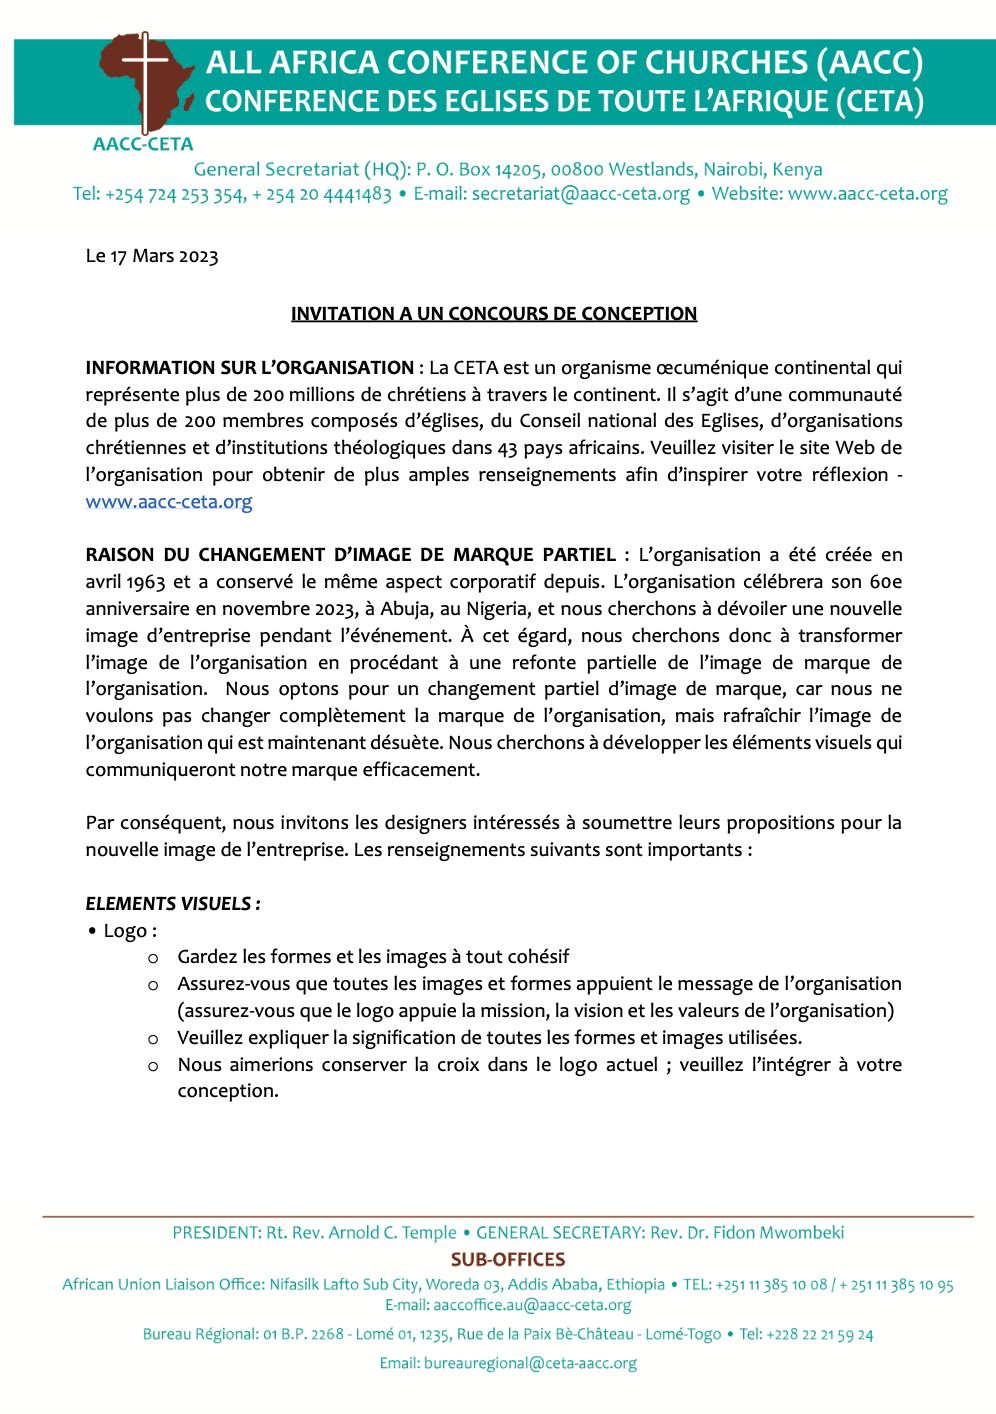 ALL AFRICA CONFERENCE OF CHURCHES (AACC)
CONFERENCE DES EGLISES DE TOUTE L’AFRIQUE (CETA)
AACC-CETA
General Secretariat (HQ): P. O. Box 14205, 00800 Westlands, Nairobi, Kenya
Tel: +254 724 253 354, + 254 20 4441483 • E-mail: secretariat@aacc-ceta.org • Website: www.aacc-ceta.org
Le 17 Mars 2023
INVITATION A UN CONCOURS DE CONCEPTION
INFORMATION SUR L’ORGANISATION : La CETA est un organisme œcuménique continental qui
représente plus de 200 millions de chrétiens à travers le continent. Il s’agit d’une communauté
de plus de 200 membres composés d’églises, du Conseil national des Eglises, d’organisations
chrétiennes et d’institutions théologiques dans 43 pays africains. Veuillez visiter le site Web de
l’organisation pour obtenir de plus amples renseignements afin d’inspirer votre réflexion -
www.aacc-ceta.org
RAISON DU CHANGEMENT D’IMAGE DE MARQUE PARTIEL : L’organisation a été créée en
avril 1963 et a conservé le même aspect corporatif depuis. L’organisation célébrera son 60e
anniversaire en novembre 2023, à Abuja, au Nigeria, et nous cherchons à dévoiler une nouvelle
image d’entreprise pendant l’événement. À cet égard, nous cherchons donc à transformer
l’image de l’organisation en procédant à une refonte partielle de l’image de marque de
l’organisation. Nous optons pour un changement partiel d’image de marque, car nous ne
voulons pas changer complètement la marque de l’organisation, mais rafraîchir l’image de
l’organisation qui est maintenant désuète. Nous cherchons à développer les éléments visuels qui
communiqueront notre marque efficacement.
Par conséquent, nous invitons les designers intéressés à soumettre leurs propositions pour la
nouvelle image de l’entreprise. Les renseignements suivants sont importants :
ELEMENTS VISUELS :
• Logo :
o Gardez les formes et les images à tout cohésif
o Assurez-vous que toutes les images et formes appuient le message de l’organisation
(assurez-vous que le logo appuie la mission, la vision et les valeurs de l’organisation)
o Veuillez expliquer la signification de toutes les formes et images utilisées.
o Nous aimerions conserver la croix dans le logo actuel ; veuillez l’intégrer à votre
conception.
PRESIDENT: Rt. Rev. Arnold C. Temple • GENERAL SECRETARY: Rev. Dr. Fidon Mwombeki
SUB-OFFICES
African Union Liaison Office: Nifasilk Lafto Sub City, Woreda 03, Addis Ababa, Ethiopia • TEL: +251 11 385 10 08 / + 251 11 385 10 95
E-mail: aaccoffice.au@aacc-ceta.org
Bureau Régional: 01 B.P. 2268 - Lomé 01, 1235, Rue de la Paix Bè-Château - Lomé-Togo • Tel: +228 22 21 59 24
Email: bureauregional@ceta-aacc.org